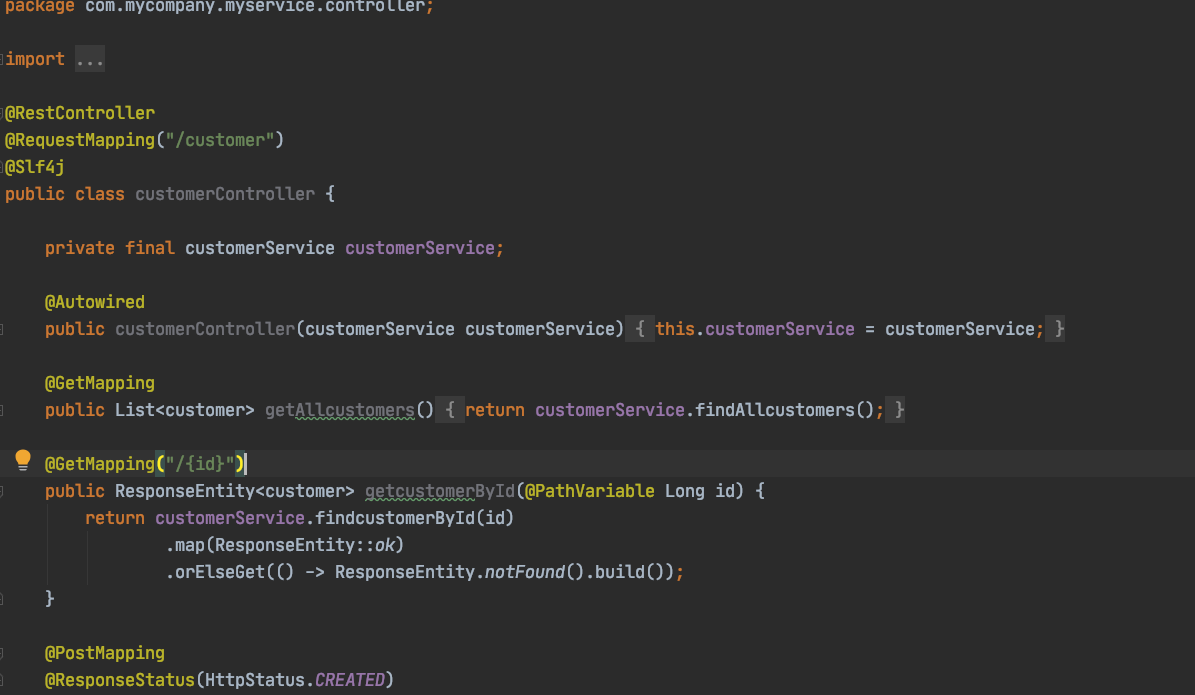 package com.mycompany.myservice.controller;
import ...
@RestController
@RequestMapping("/customer")
@Slf4j
public class customerController {
private final customerService customerService;
@Autowired
public customerController(customerService customerService) { this.customerService = customerService; }
@GetMapping
public List<customer> getAllcustomers() { return customerService.findAllcustomers(); }
@GetMapping("/{id}")
public ResponseEntity<customer> getcustomerById(@PathVariable Long id) {
return customerService.findcustomerById(id)
.map(ResponseEntity::ok)
.orElseGet(() -> ResponseEntity.notFound().build());
}
@PostMapping
@ResponseStatus(HttpStatus.CREATED)